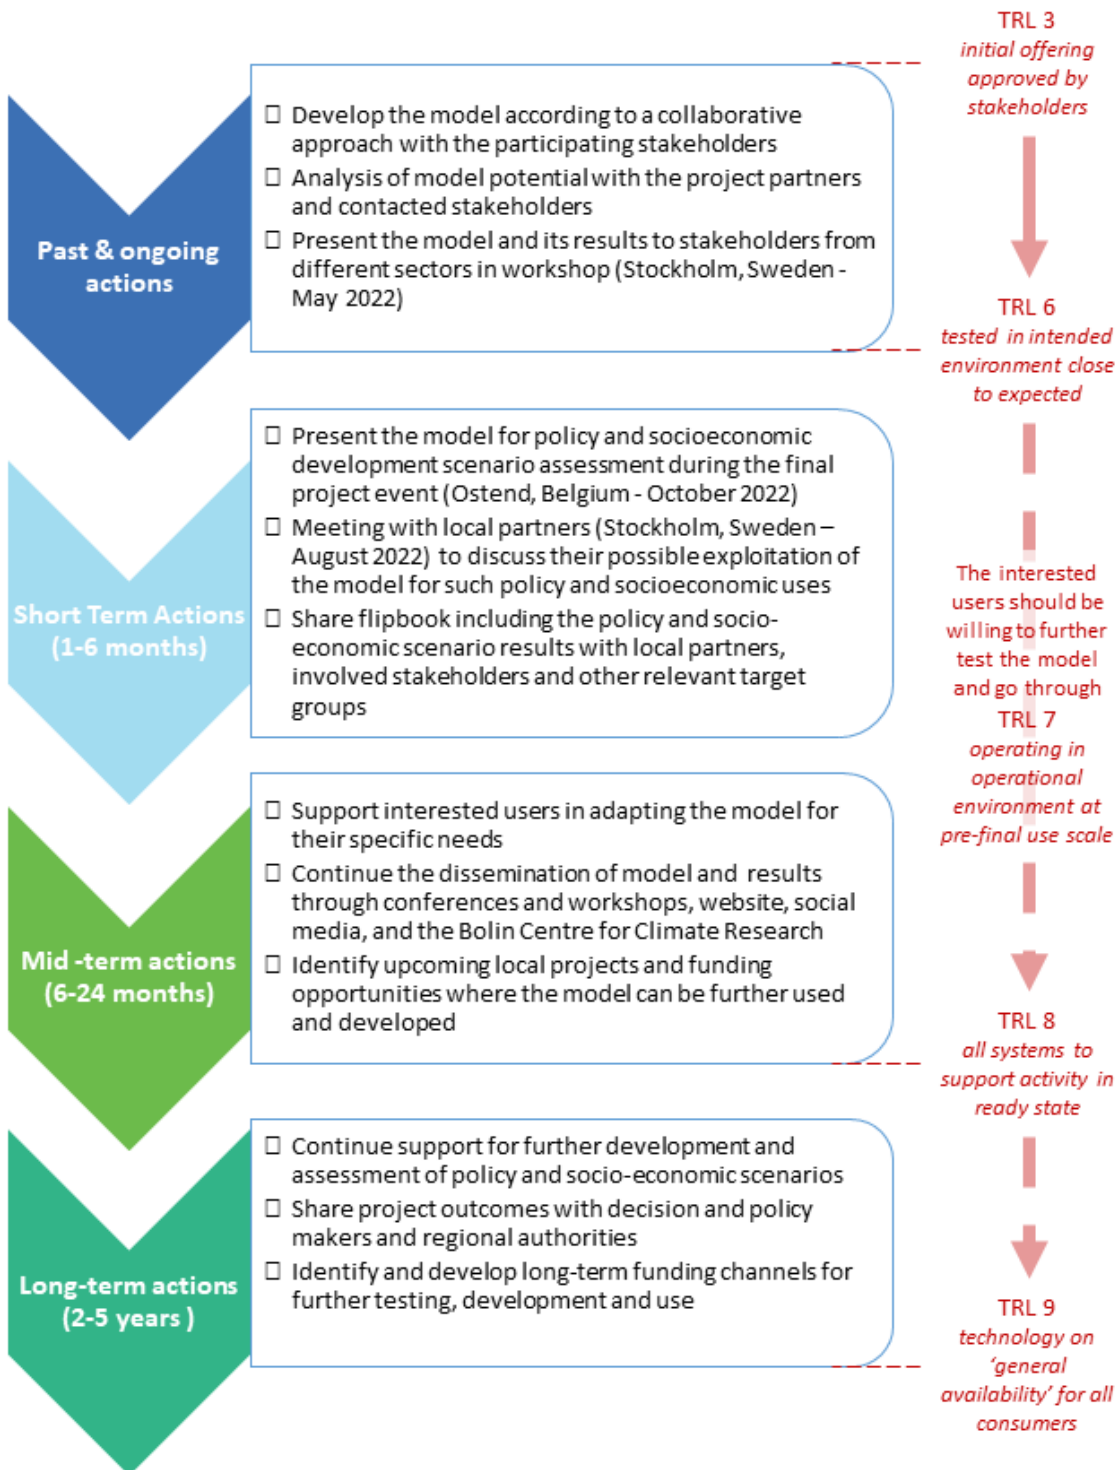 TRL 3
initial offering
approved by
stakeholders
Past & ongoing
actions
☐ Develop the model according to a collaborative
approach with the participating stakeholders
☐ Analysis of model potential with the project partners
and contacted stakeholders
☐ Present the model and its results to stakeholders from
different sectors in workshop (Stockholm, Sweden -
May 2022)
TRL 6
tested in intended
environment close
to expected
Short Term Actions
(1-6 months)
☐ Present the model for policy and socioeconomic
development scenario assessment during the final
project event (Ostend, Belgium - October 2022)
☐ Meeting with local partners (Stockholm, Sweden –
August 2022) to discuss their possible exploitation of
the model for such policy and socioeconomic uses
☐ Share flipbook including the policy and socio-
economic scenario results with local partners,
involved stakeholders and other relevant target
groups
The interested
users should be
willing to further
test the model
and go through
TRL 7
operating in
operational
environment at
pre-final use scale
Mid -term actions
(6-24 months)
☐ Support interested users in adapting the model for
their specific needs
☐ Continue the dissemination of model and results
through conferences and workshops, website, social
media, and the Bolin Centre for Climate Research
☐ Identify upcoming local projects and funding
opportunities where the model can be further used
and developed
TRL 8
all systems to
support activity in
ready state
Long-term actions
(2-5 years )
☐ Continue support for further development and
assessment of policy and socio-economic scenarios
☐ Share project outcomes with decision and policy
makers and regional authorities
☐ Identify and develop long-term funding channels for
further testing, development and use
TRL 9
technology on
‘general
availability’ for all
consumers